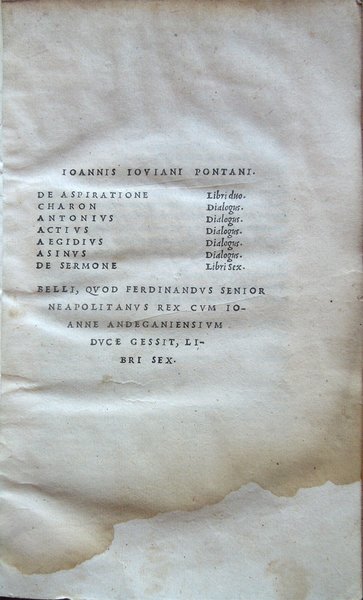 IOANNIS IOVIANI PONTANI.
DE ASPIRATIONE Libri duo.
CHARON Dialogus.
ANTONIVS Dialogus.
ACTIVS Dialogus.
AEGIDIVS Dialogus.
ASINVS Dialogus.
DE SERMONE Libri Sex.
BELLI, QVOD FERDINANDVS SENIOR
NEAPOLITANVS REX CVM IO-
ANNE ANDEGANIENSIVM
DVCE GESSIT, LI-
BRI SEX.